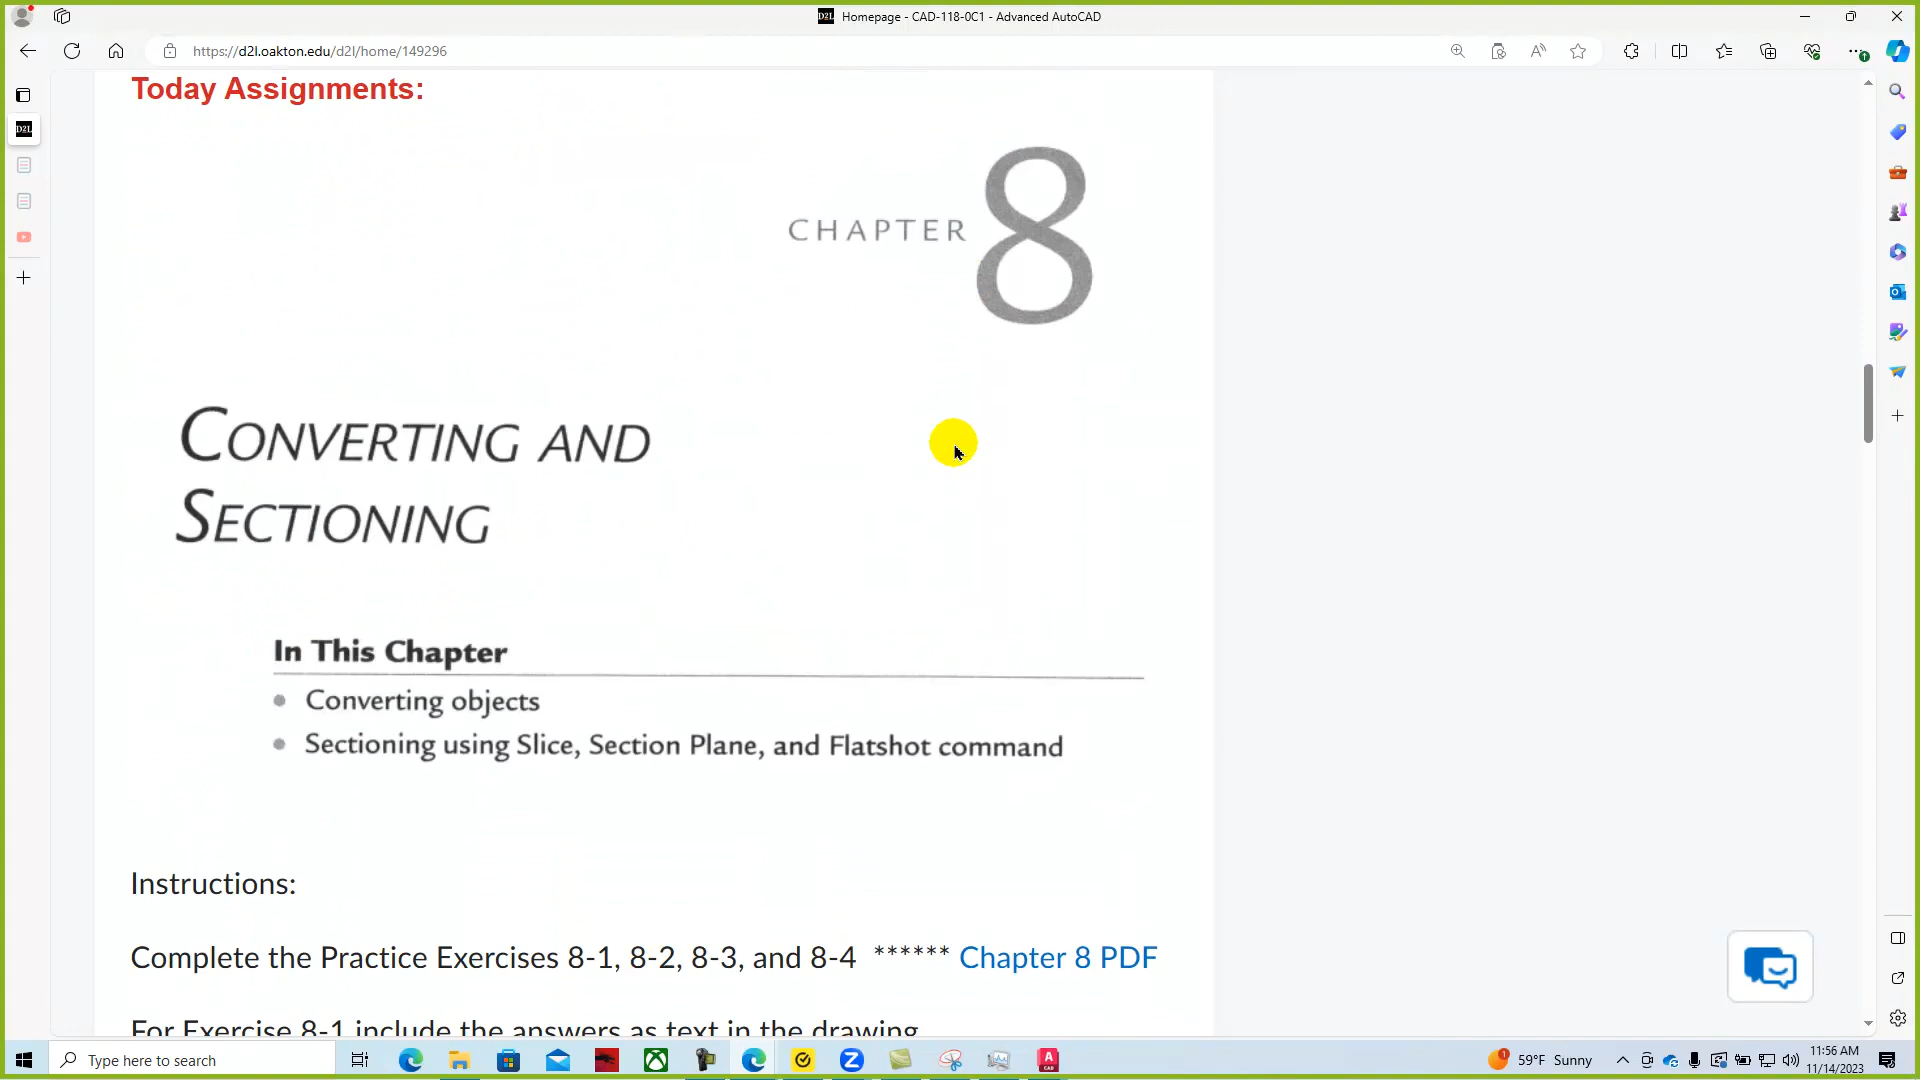 D2L Homepage - CAD-118-0C1 - Advanced AutoCAD
https://d2l.oakton.edu/d2l/home/149296
D2L
Today Assignments:
CHAPTER 8
CONVERTING AND
SECTIONING
In This Chapter
Converting objects
Sectioning using Slice, Section Plane, and Flatshot command
Instructions:
Complete the Practice Exercises 8-1, 8-2, 8-3, and 8-4 ****** Chapter 8 PDF
For Exercise 8-1 include the answers as text in the drawing
Type here to search
59°F Sunny
11:56 AM
11/14/2023